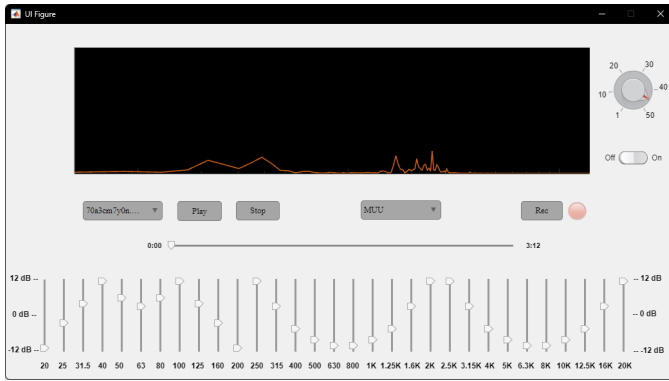 UI Figure
20 30
10 40
1 50
Off On
70a3cm7y0n.... Play Stop MUU Rec
0:00 3:12
12 dB -- -- 12 dB
0 dB -- -- 0 dB
-12 dB -- -- -12 dB
20 25 31.5 40 50 63 80 100 125 160 200 250 315 400 500 630 800 1K 1.25K 1.6K 2K 2.5K 3.15K 4K 5K 6.3K 8K 10K 12.5K 16K 20K